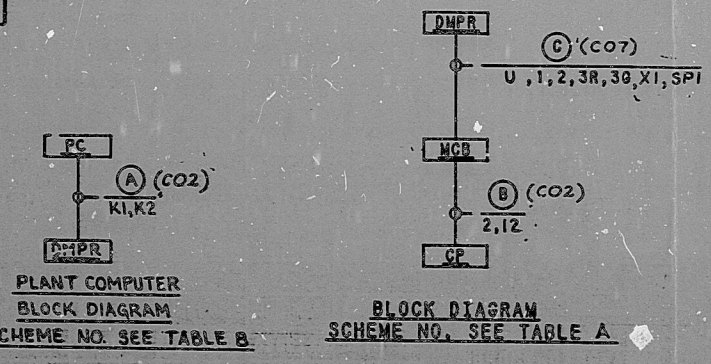 DMPR
C (C07)
U, 1, 2, 3R, 3G, X1, SP1
PC
MCB
A (C02)
K1, K2
B (C02)
2, 12
DMPR
CP
PLANT COMPUTER
BLOCK DIAGRAM
CHEME NO. SEE TABLE B
BLOCK DIAGRAM
SCHEME NO. SEE TABLE A